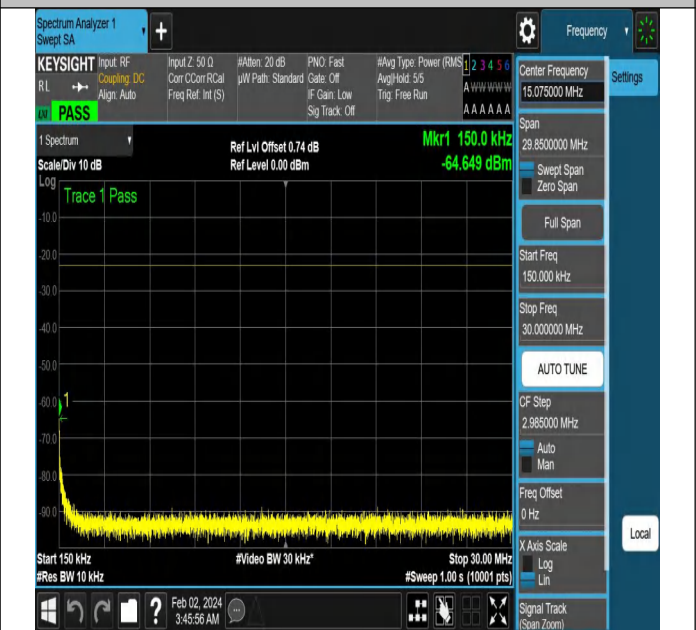 Spectrum Analyzer 1
Swept SA
+
Frequency
KEYSIGHT
RL
Input: RF
Coupling: DC
Align: Auto
Input Z: 50 Ω
Corr CCorr RCal
Freq Ref: Int (S)
#Atten: 20 dB
µW Path: Standard
PNO: Fast
Gate: Off
IF Gain: Low
Sig Track: Off
#Avg Type: Power (RMS
Avg|Hold: 5/5
Trig: Free Run
1 2 3 4 5 6
A W W W W W
A A A A A A
PASS
1 Spectrum
Scale/Div 10 dB
Ref Lvl Offset 0.74 dB
Ref Level 0.00 dBm
Mkr1 150.0 kHz
-64.649 dBm
Log
Trace 1 Pass
-10.0
-20.0
-30.0
-40.0
-50.0
-60.0
1
-70.0
-80.0
-90.0
Start 150 kHz
#Res BW 10 kHz
#Video BW 30 kHz*
Stop 30.00 MHz
#Sweep 1.00 s (10001 pts)
Center Frequency
15.075000 MHz
Settings
Span
29.8500000 MHz
Swept Span
Zero Span
Full Span
Start Freq
150.000 kHz
Stop Freq
30.000000 MHz
AUTO TUNE
CF Step
2.985000 MHz
Auto
Man
Freq Offset
0 Hz
Local
X Axis Scale
Log
Lin
Signal Track
(Span Zoom)
?
Feb 02, 2024
3:45:56 AM